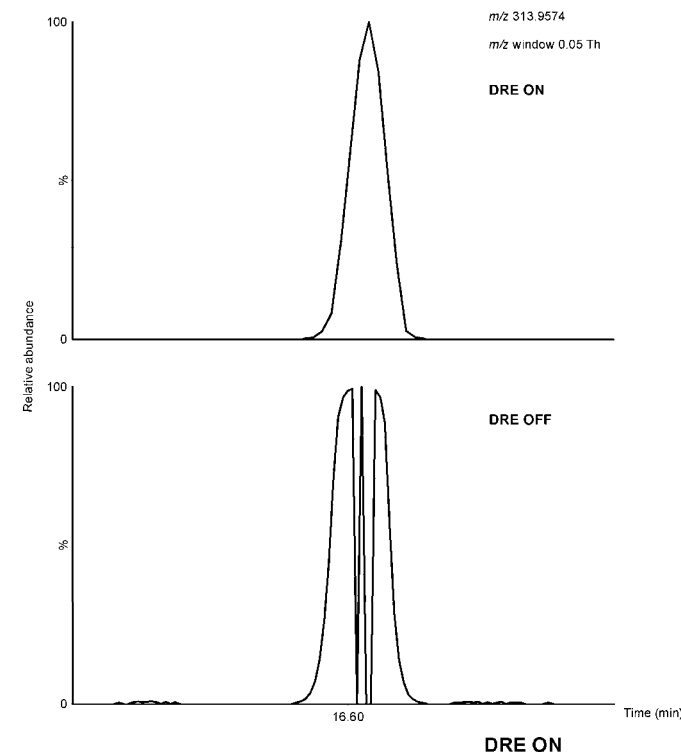 100
m/z 313.9574
m/z window 0.05 Th
DRE ON
%
0
Relative abundance
100
DRE OFF
%
0
16.60
Time (min)
DRE ON